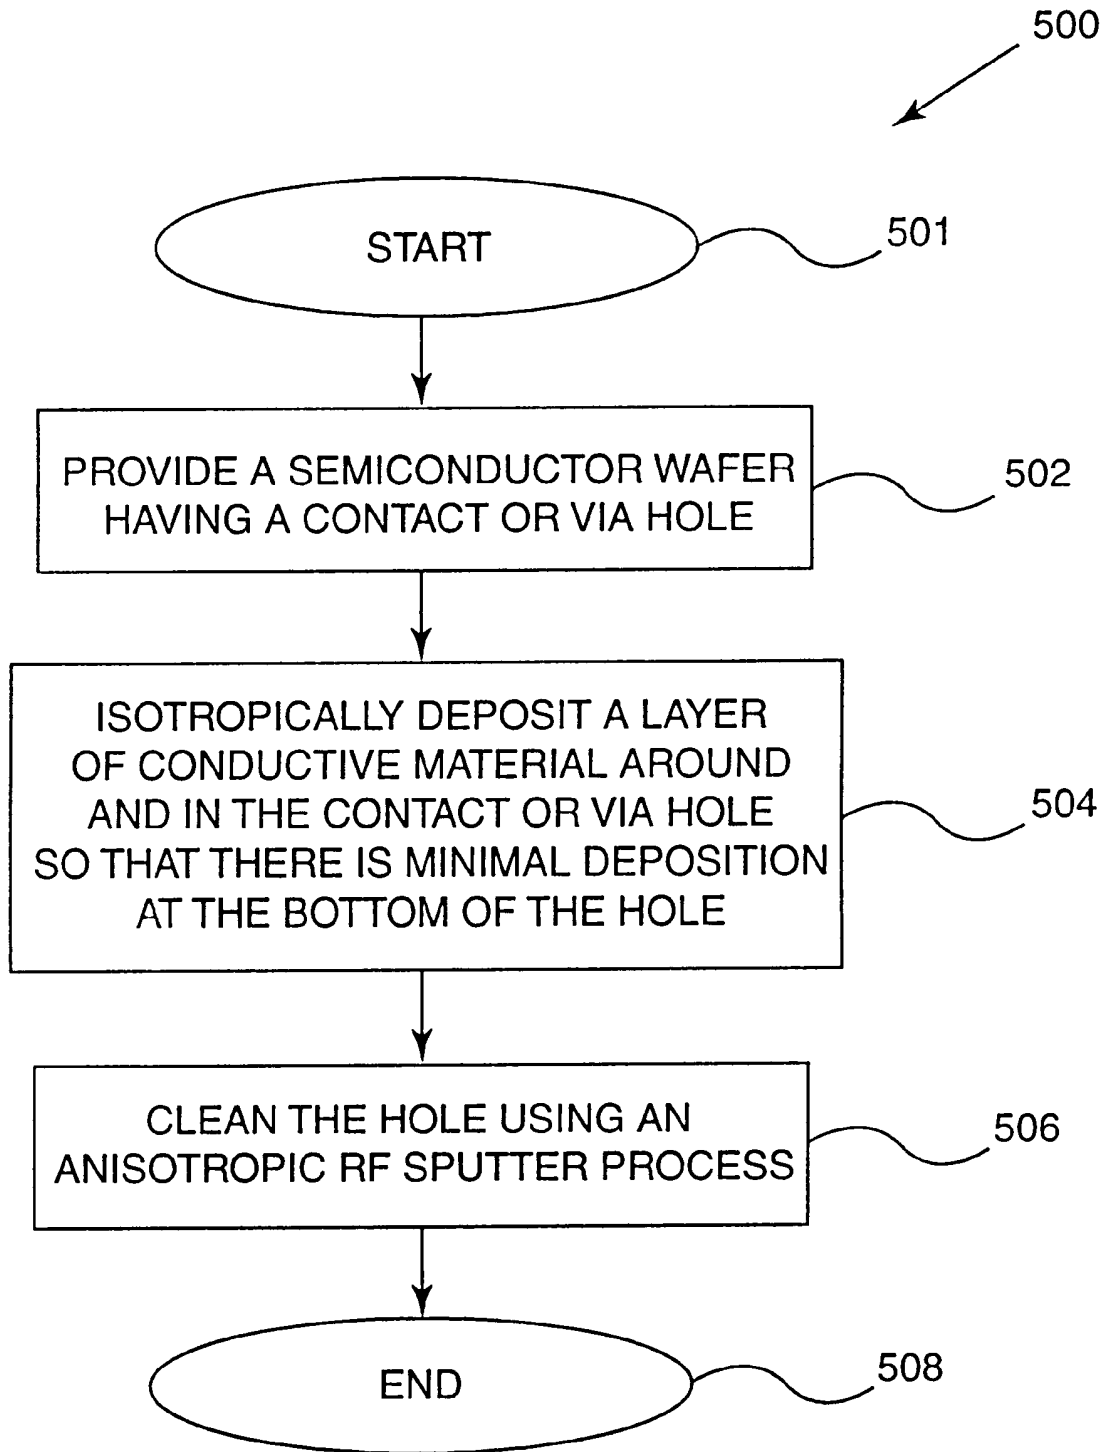 500
START
501
PROVIDE A SEMICONDUCTOR WAFER
HAVING A CONTACT OR VIA HOLE
502
ISOTROPICALLY DEPOSIT A LAYER
OF CONDUCTIVE MATERIAL AROUND
AND IN THE CONTACT OR VIA HOLE
SO THAT THERE IS MINIMAL DEPOSITION
AT THE BOTTOM OF THE HOLE
504
CLEAN THE HOLE USING AN
ANISOTROPIC RF SPUTTER PROCESS
506
END
508